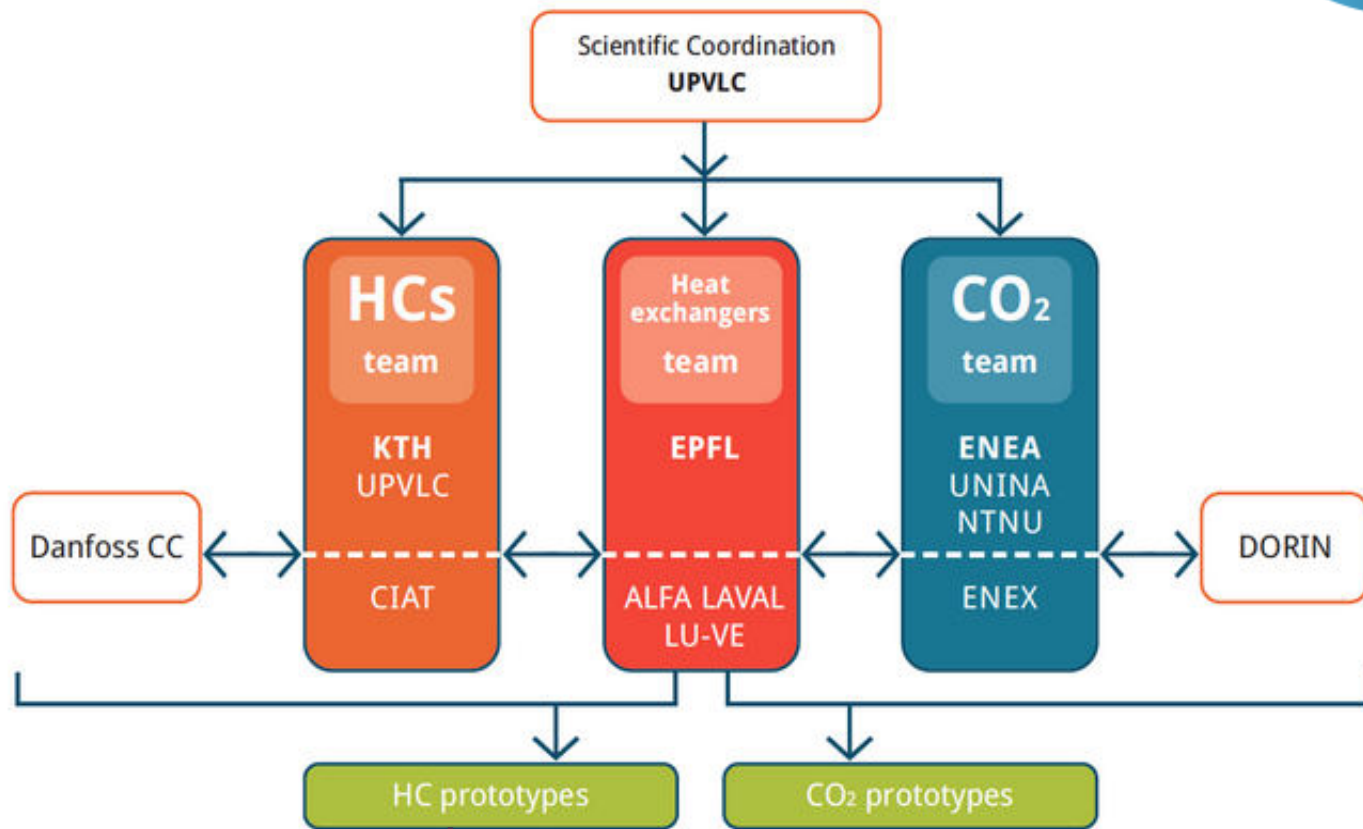 Scientific Coordination
UPVLC
HCs
team
KTH
UPVLC
CIAT
Heat
exchangers
team
EPFL
ALFA LAVAL
LU-VE
CO₂
team
ENEA
UNINA
NTNU
ENEX
Danfoss CC
DORIN
HC prototypes
CO₂ prototypes